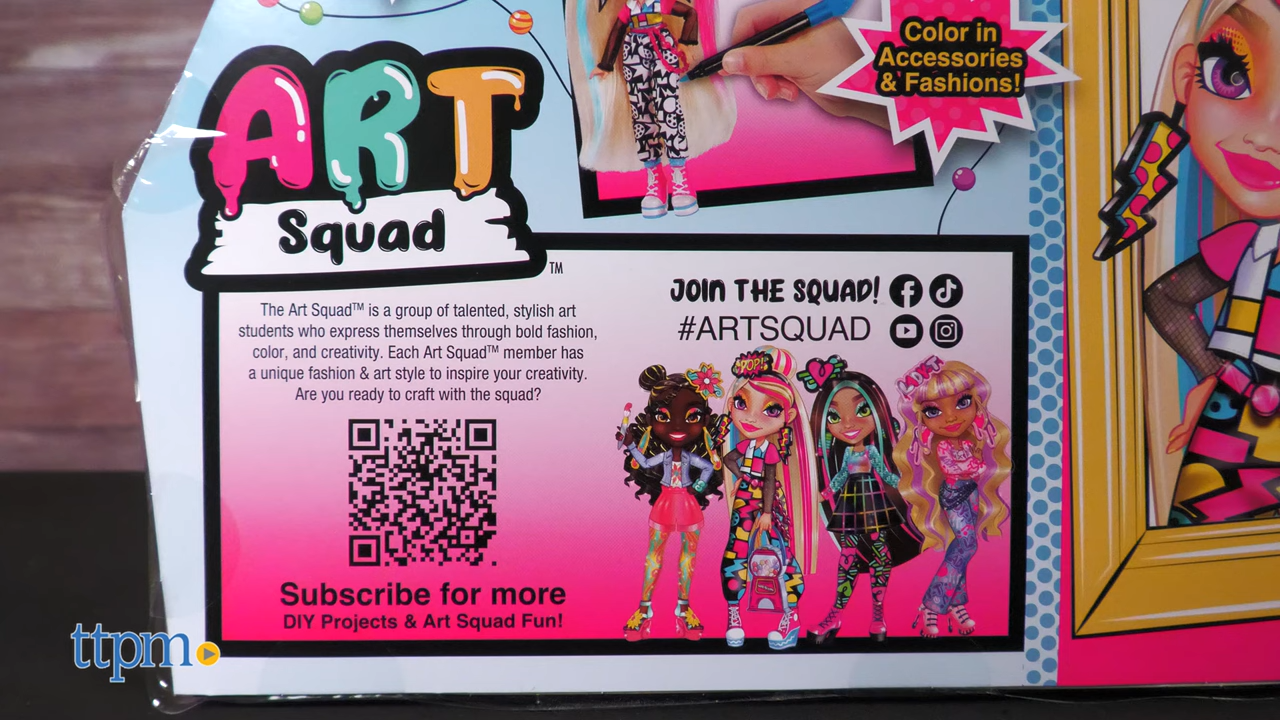 Color in
Accessories
& Fashions!
ART
Squad
TM
The Art Squad™ is a group of talented, stylish art
students who express themselves through bold fashion,
color, and creativity. Each Art Squad™ member has
a unique fashion & art style to inspire your creativity.
Are you ready to craft with the squad?
Subscribe for more
DIY Projects & Art Squad Fun!
JOIN THE SQUAD!
#ARTSQUAD
POP!
ttpm